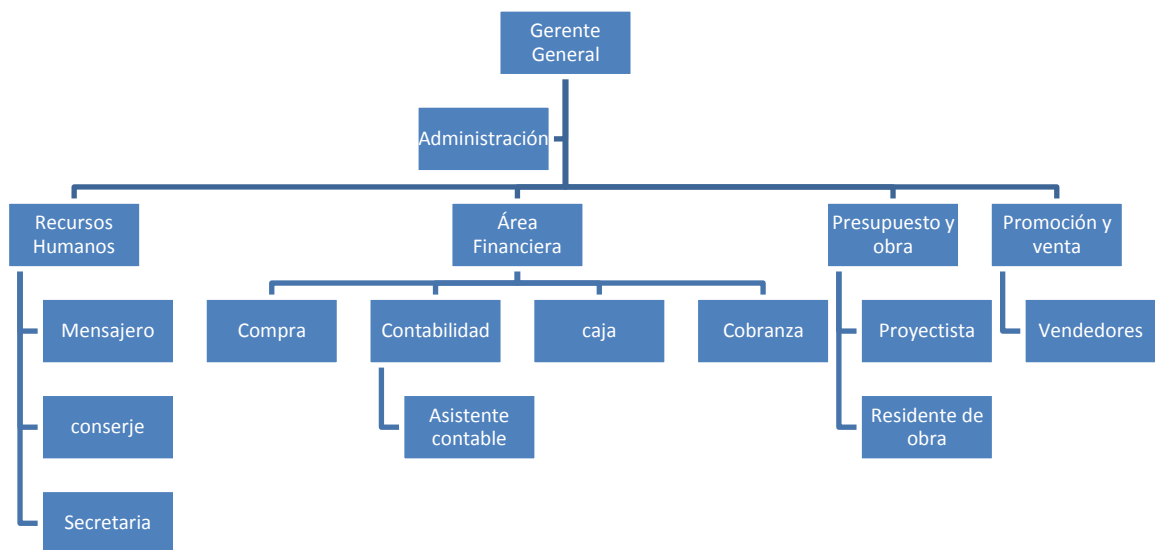 Gerente
General
Administración
Recursos
Humanos
Área
Financiera
Presupuesto y
obra
Promoción y
venta
Mensajero
Compra
Contabilidad
caja
Cobranza
Proyectista
Vendedores
conserje
Asistente
contable
Residente de
obra
Secretaria